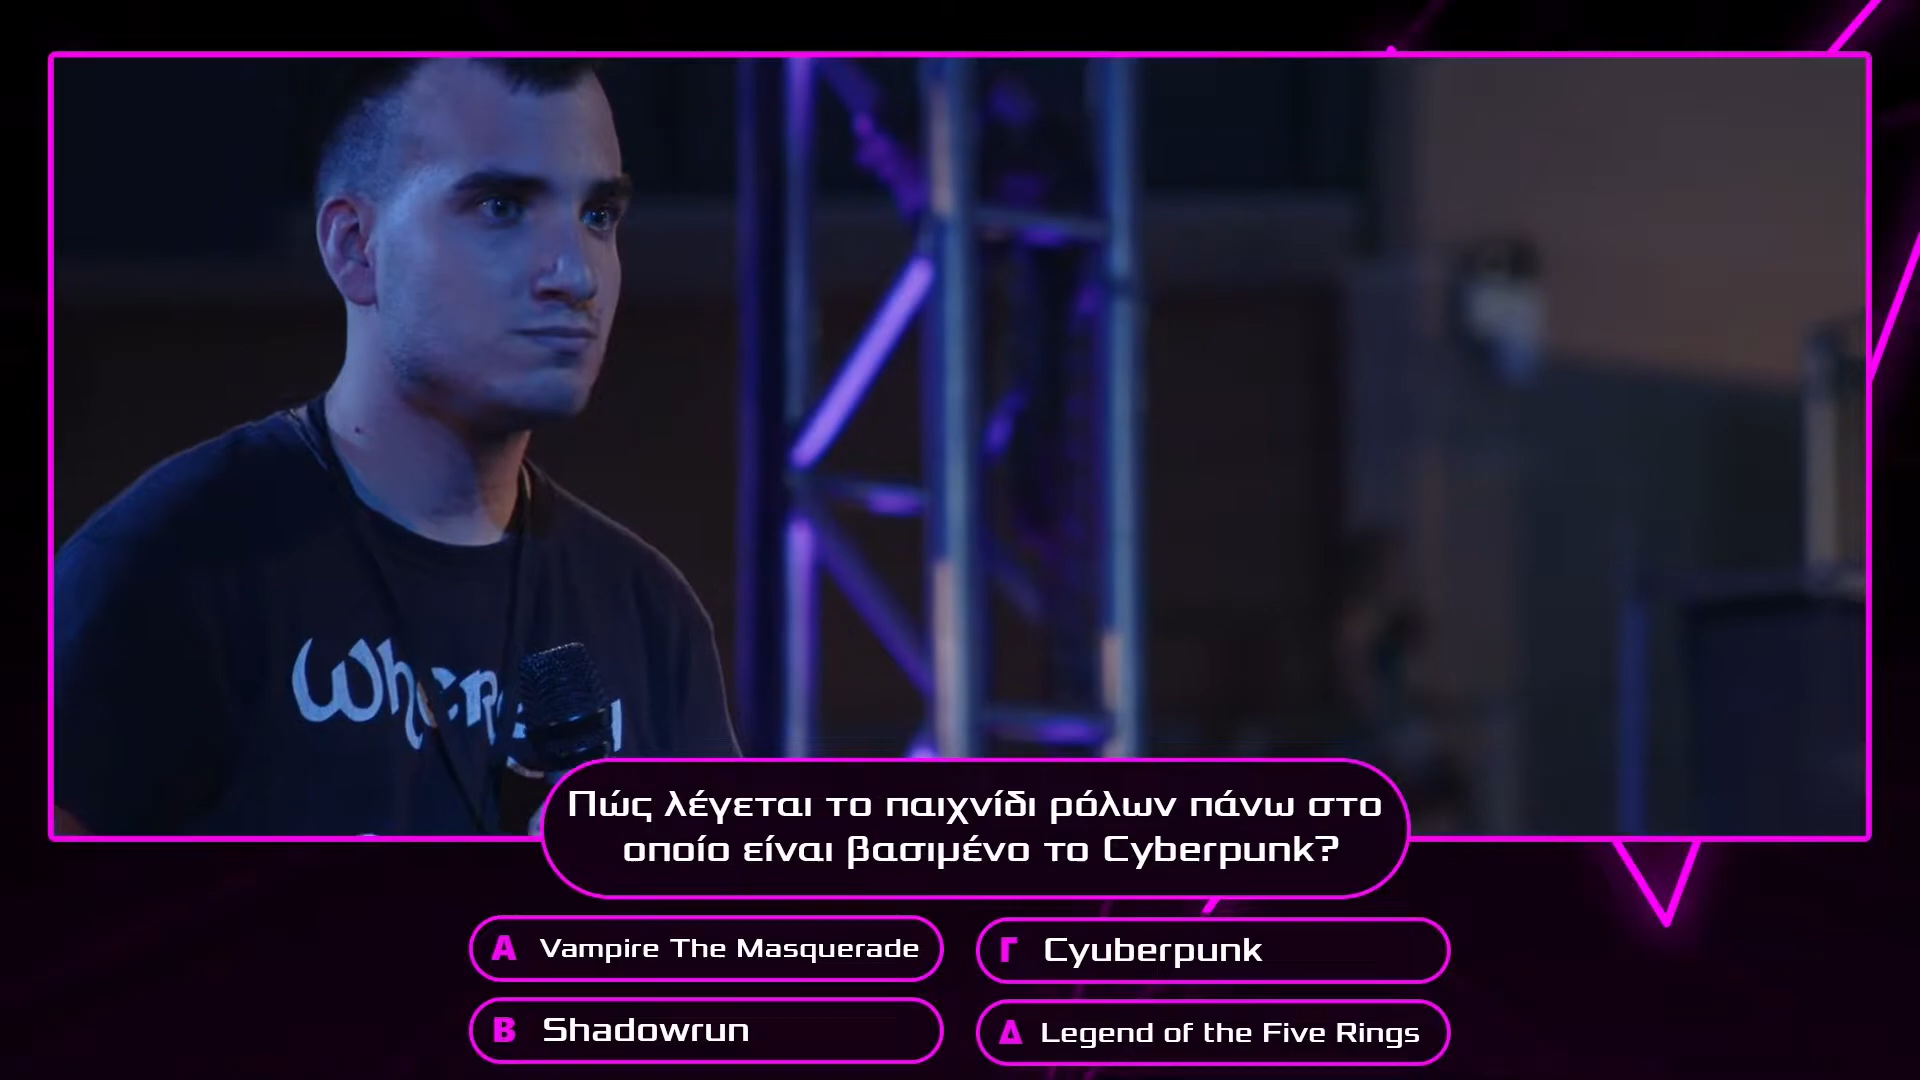 Πώς λέγεται το παιχνίδι ρόλων πάνω στο
οποίο είναι βασιμένο το Cyberpunk?
Α Vampire The Masquerade
Γ Cyuberpunk
Β Shadowrun
Δ Legend of the Five Rings